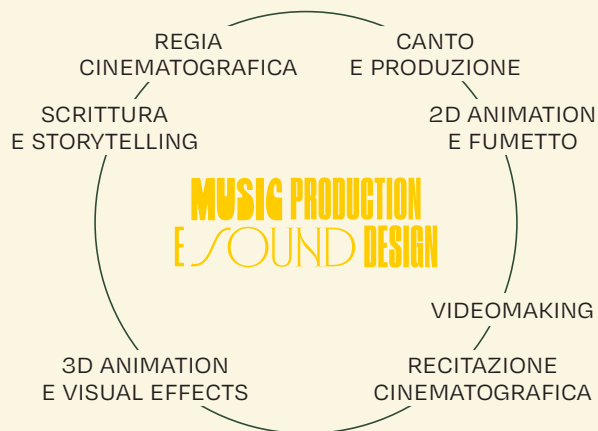 REGIA
CINEMATOGRAFICA
CANTO
E PRODUZIONE
SCRITTURA
E STORYTELLING
2D ANIMATION
E FUMETTO
MUSIC PRODUCTION
E SOUND DESIGN
VIDEOMAKING
3D ANIMATION
E VISUAL EFFECTS
RECITAZIONE
CINEMATOGRAFICA